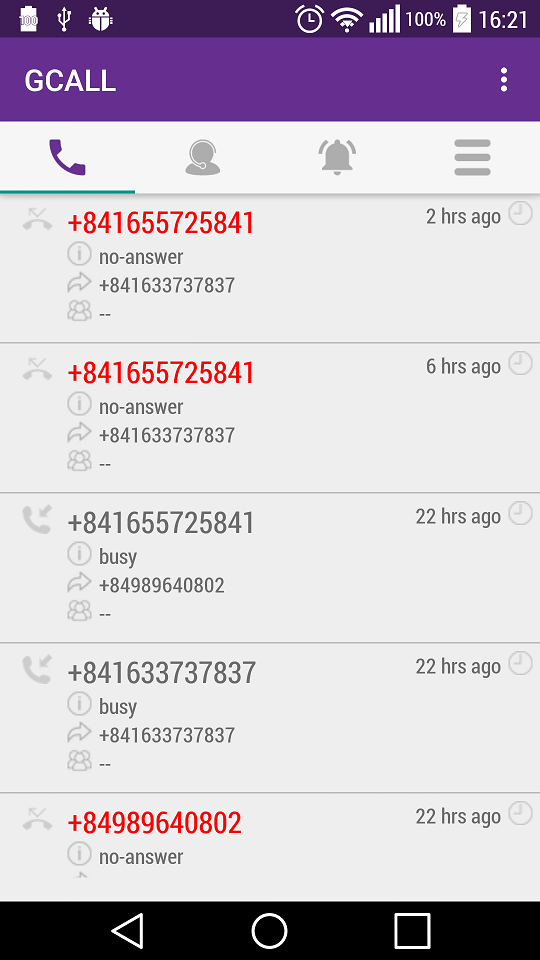 100 100% 16:21
GCALL
+841655725841 2 hrs ago
no-answer
+841633737837
--
+841655725841 6 hrs ago
no-answer
+841633737837
--
+841655725841 22 hrs ago
busy
+84989640802
--
+841633737837 22 hrs ago
busy
+841633737837
--
+84989640802 22 hrs ago
no-answer